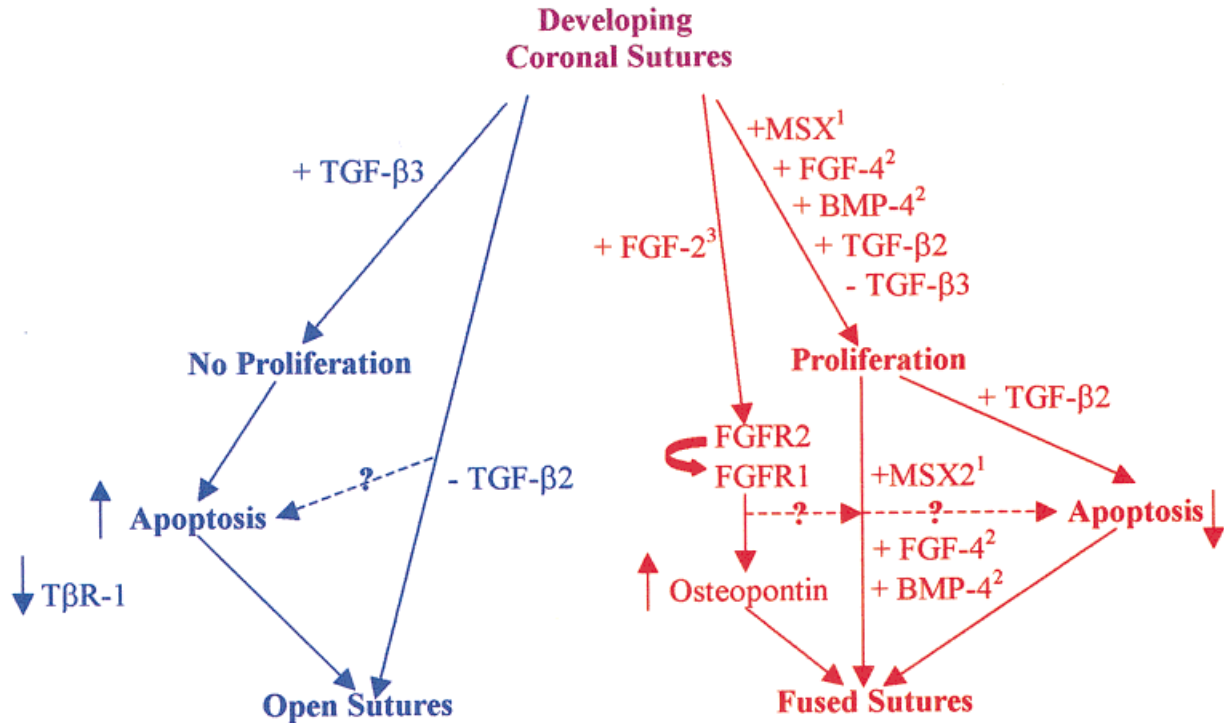 Developing
Coronal Sutures
+ TGF-β3
No Proliferation
?
- TGF-β2
Apoptosis
TβR-1
Open Sutures
+MSX¹
+ FGF-4²
+ BMP-4²
+ TGF-β2
- TGF-β3
+ FGF-2³
Proliferation
+ TGF-β2
FGFR2
FGFR1
+MSX2¹
?
?
Apoptosis
+ FGF-4²
+ BMP-4²
Osteopontin
Fused Sutures